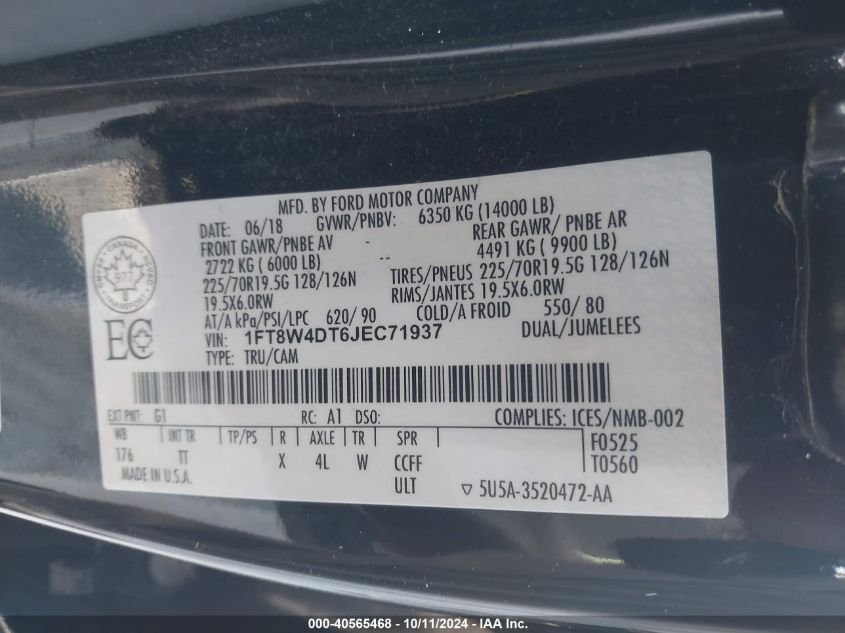 MFD. BY FORD MOTOR COMPANY
DATE: 06/18 GVWR/PNBV: 6350 KG (14000 LB)
FRONT GAWR/PNBE AV - REAR GAWR/ PNBE AR
2722 KG ( 6000 LB) -- 4491 KG ( 9900 LB)
225/70R19.5G 128/126N TIRES/PNEUS 225/70R19.5G 128/126N
19.5X6.0RW RIMS/JANTES 19.5X6.0RW
AT/A kPa/PSI/LPC 620/ 90 COLD/A FROID 550/ 80
VIN: 1FT8W4DT6JEC71937 DUAL/JUMELEES
TYPE: TRU/CAM
CANADA
977
TRANSPORT
EC
EXT PNT: G1 RC: A1 DSO: COMPLIES: ICES/NMB-002
WB INT TR TP/PS R AXLE TR SPR F0525
176 TT X 4L W CCFF T0560
MADE IN U.S.A. ULT ▽ 5U5A-3520472-AA
000-40565468 - 10/11/2024 - IAA Inc.